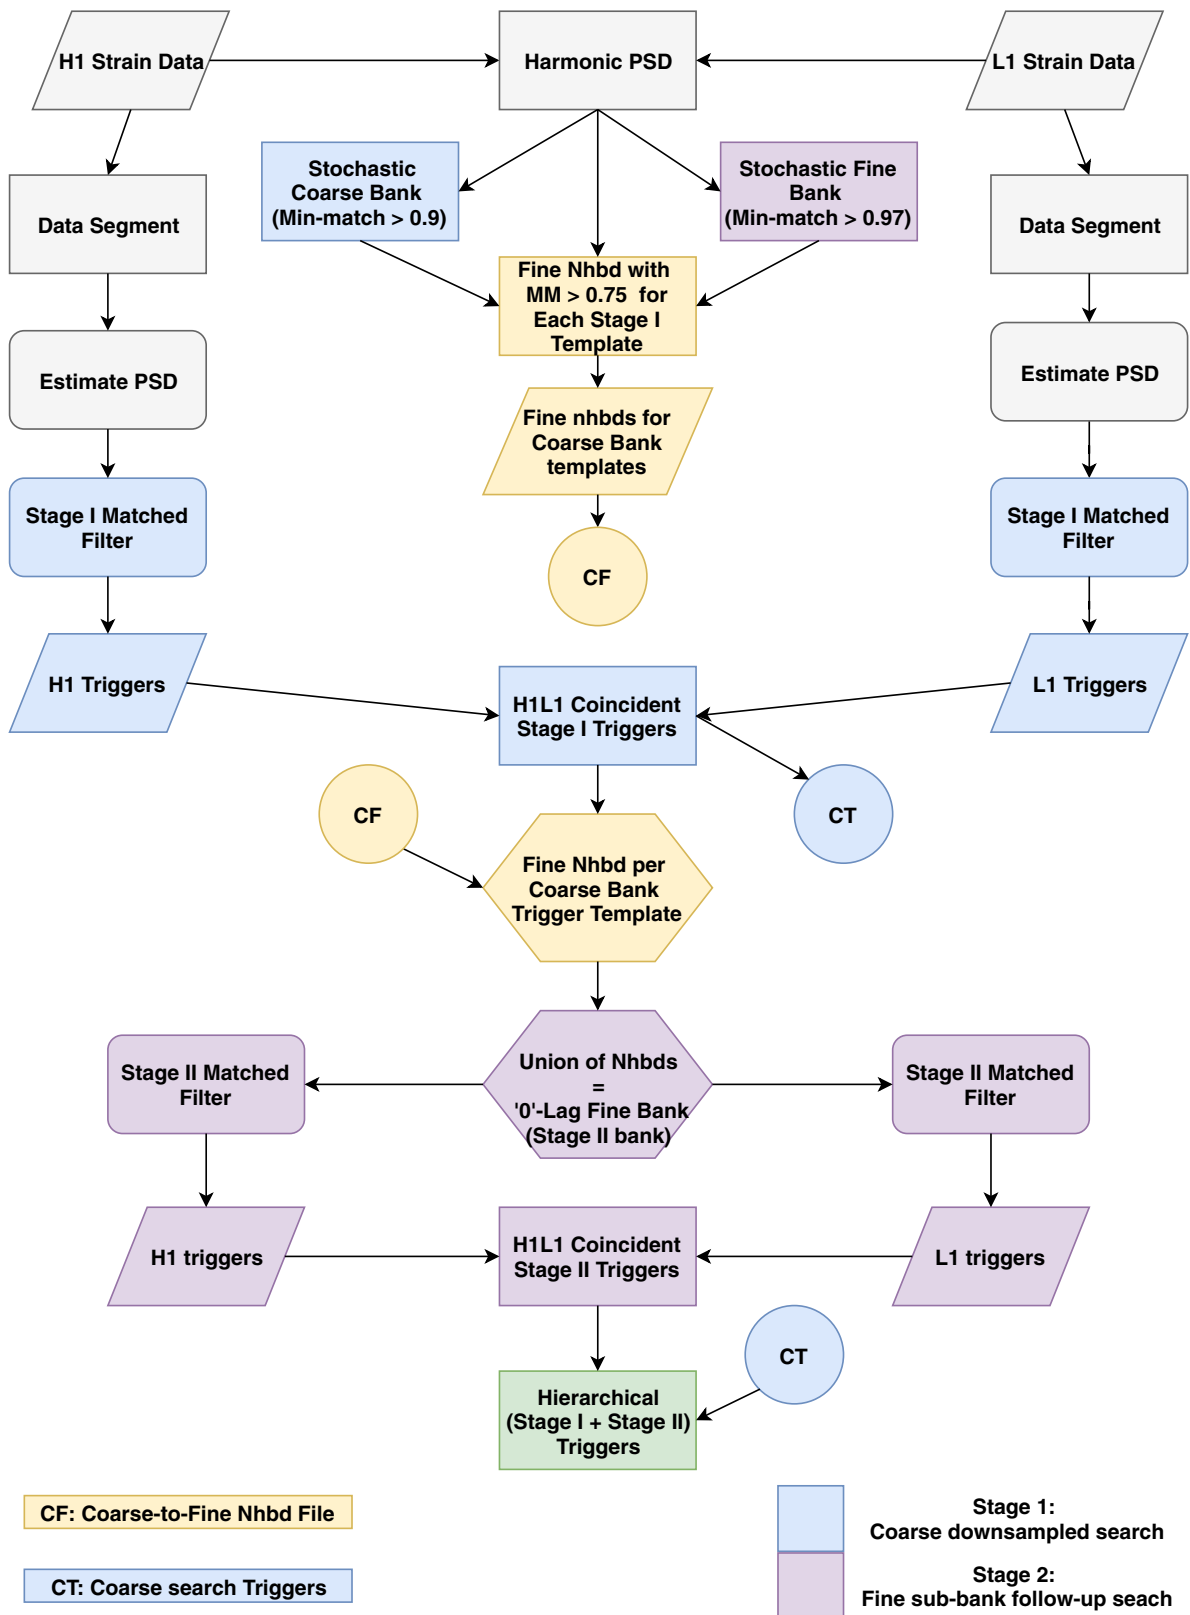 H1 Strain Data
Harmonic PSD
L1 Strain Data
Stochastic
Coarse Bank
(Min-match > 0.9)
Stochastic Fine
Bank
(Min-match > 0.97)
Data Segment
Data Segment
Fine Nhbd with
MM > 0.75 for
Each Stage I
Template
Estimate PSD
Estimate PSD
Fine nhbds for
Coarse Bank
templates
Stage I Matched
Filter
Stage I Matched
Filter
CF
H1 Triggers
L1 Triggers
H1L1 Coincident
Stage I Triggers
CF
CT
Fine Nhbd per
Coarse Bank
Trigger Template
Stage II Matched
Filter
Union of Nhbds
=
'0'-Lag Fine Bank
(Stage II bank)
Stage II Matched
Filter
H1 triggers
H1L1 Coincident
Stage II Triggers
L1 triggers
CT
Hierarchical
(Stage I + Stage II)
Triggers
CF: Coarse-to-Fine Nhbd File
Stage 1:
Coarse downsampled search
CT: Coarse search Triggers
Stage 2:
Fine sub-bank follow-up seach